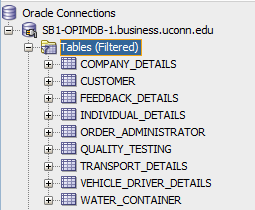 Oracle Connections
SB1-OPIMDB-1.business.uconn.edu
Tables (Filtered)
COMPANY_DETAILS
CUSTOMER
FEEDBACK_DETAILS
INDIVIDUAL_DETAILS
ORDER_ADMINISTRATOR
QUALITY_TESTING
TRANSPORT_DETAILS
VEHICLE_DRIVER_DETAILS
WATER_CONTAINER